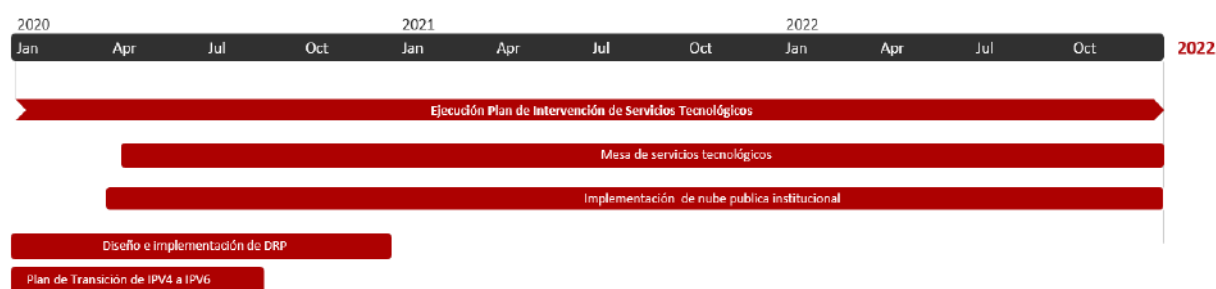 2020 2021 2022
Jan Apr Jul Oct Jan Apr Jul Oct Jan Apr Jul Oct 2022
Ejecución Plan de Intervención de Servicios Tecnológicos
Mesa de servicios tecnológicos
Implementación de nube publica institucional
Diseño e implementación de DRP
Plan de Transición de IPV4 a IPV6